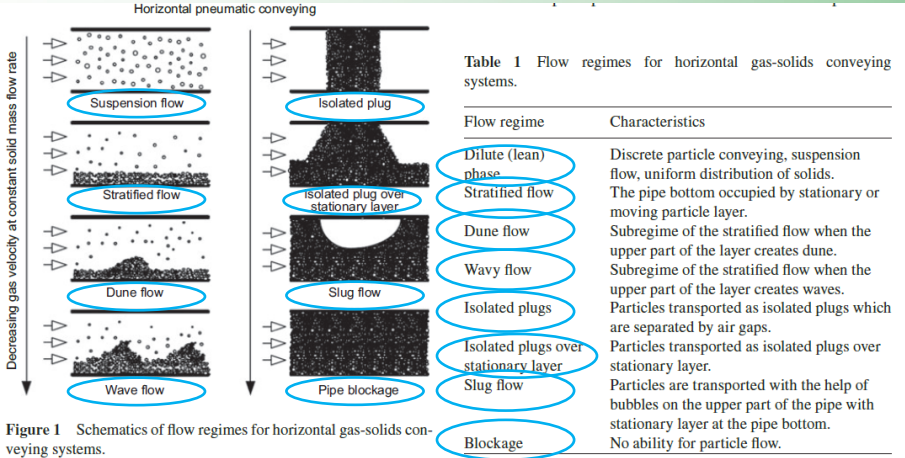 Horizontal pneumatic conveying
Decreasing gas velocity at constant solid mass flow rate
Suspension flow
Stratified flow
Dune flow
Wave flow
Isolated plug
Isolated plug over
stationary layer
Slug flow
Pipe blockage
Figure 1 Schematics of flow regimes for horizontal gas-solids con-
veying systems.
Table 1 Flow regimes for horizontal gas-solids conveying
systems.
Flow regime Characteristics
Dilute (lean) Discrete particle conveying, suspension
phase flow, uniform distribution of solids.
Stratified flow The pipe bottom occupied by stationary or
moving particle layer.
Dune flow Subregime of the stratified flow when the
upper part of the layer creates dune.
Wavy flow Subregime of the stratified flow when the
upper part of the layer creates waves.
Isolated plugs Particles transported as isolated plugs which
are separated by air gaps.
Isolated plugs over Particles transported as isolated plugs over
stationary layer stationary layer.
Slug flow Particles are transported with the help of
bubbles on the upper part of the pipe with
stationary layer at the pipe bottom.
Blockage No ability for particle flow.